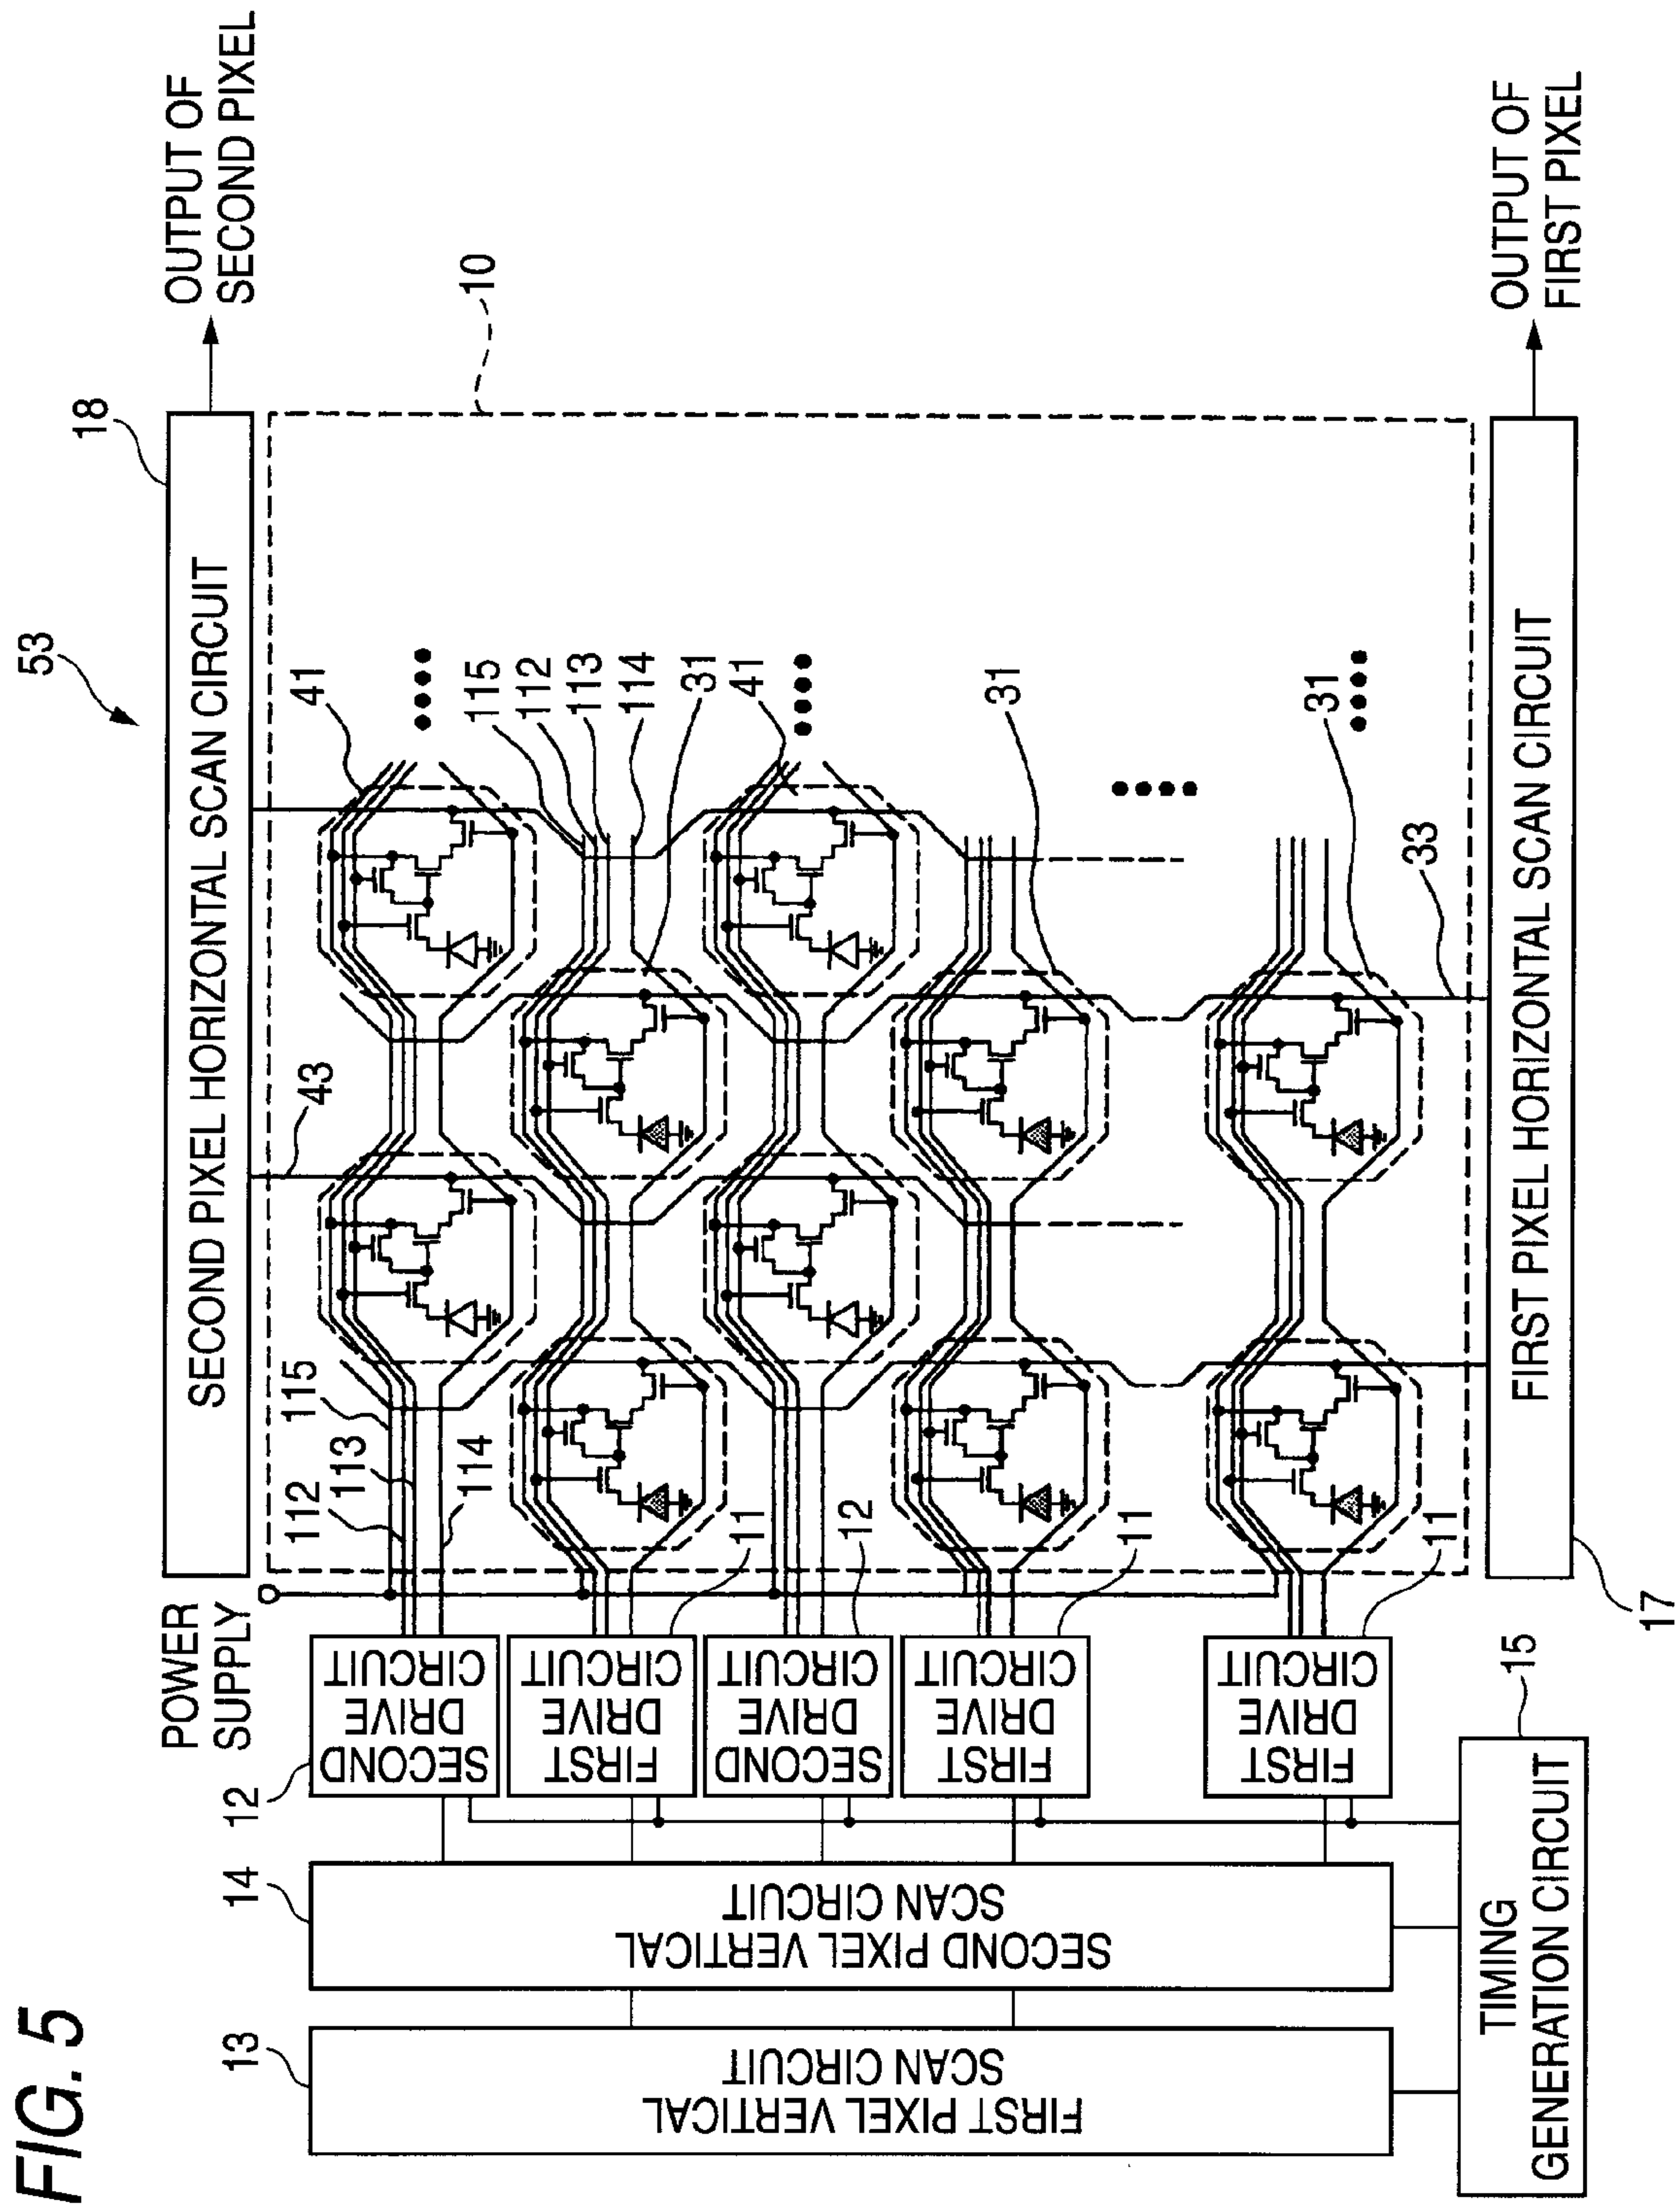 FIG. 5
53
18
SECOND PIXEL HORIZONTAL SCAN CIRCUIT
OUTPUT OF
SECOND PIXEL
10
POWER
SUPPLY
112
113
115
114
43
41
115
112
113
114
31
41
31
31
33
12
SECOND
DRIVE
CIRCUIT
FIRST
DRIVE
CIRCUIT
11
SECOND
DRIVE
CIRCUIT
12
FIRST
DRIVE
CIRCUIT
11
FIRST
DRIVE
CIRCUIT
11
14
SECOND PIXEL VERTICAL
SCAN CIRCUIT
13
FIRST PIXEL VERTICAL
SCAN CIRCUIT
15
TIMING
GENERATION CIRCUIT
17
FIRST PIXEL HORIZONTAL SCAN CIRCUIT
OUTPUT OF
FIRST PIXEL